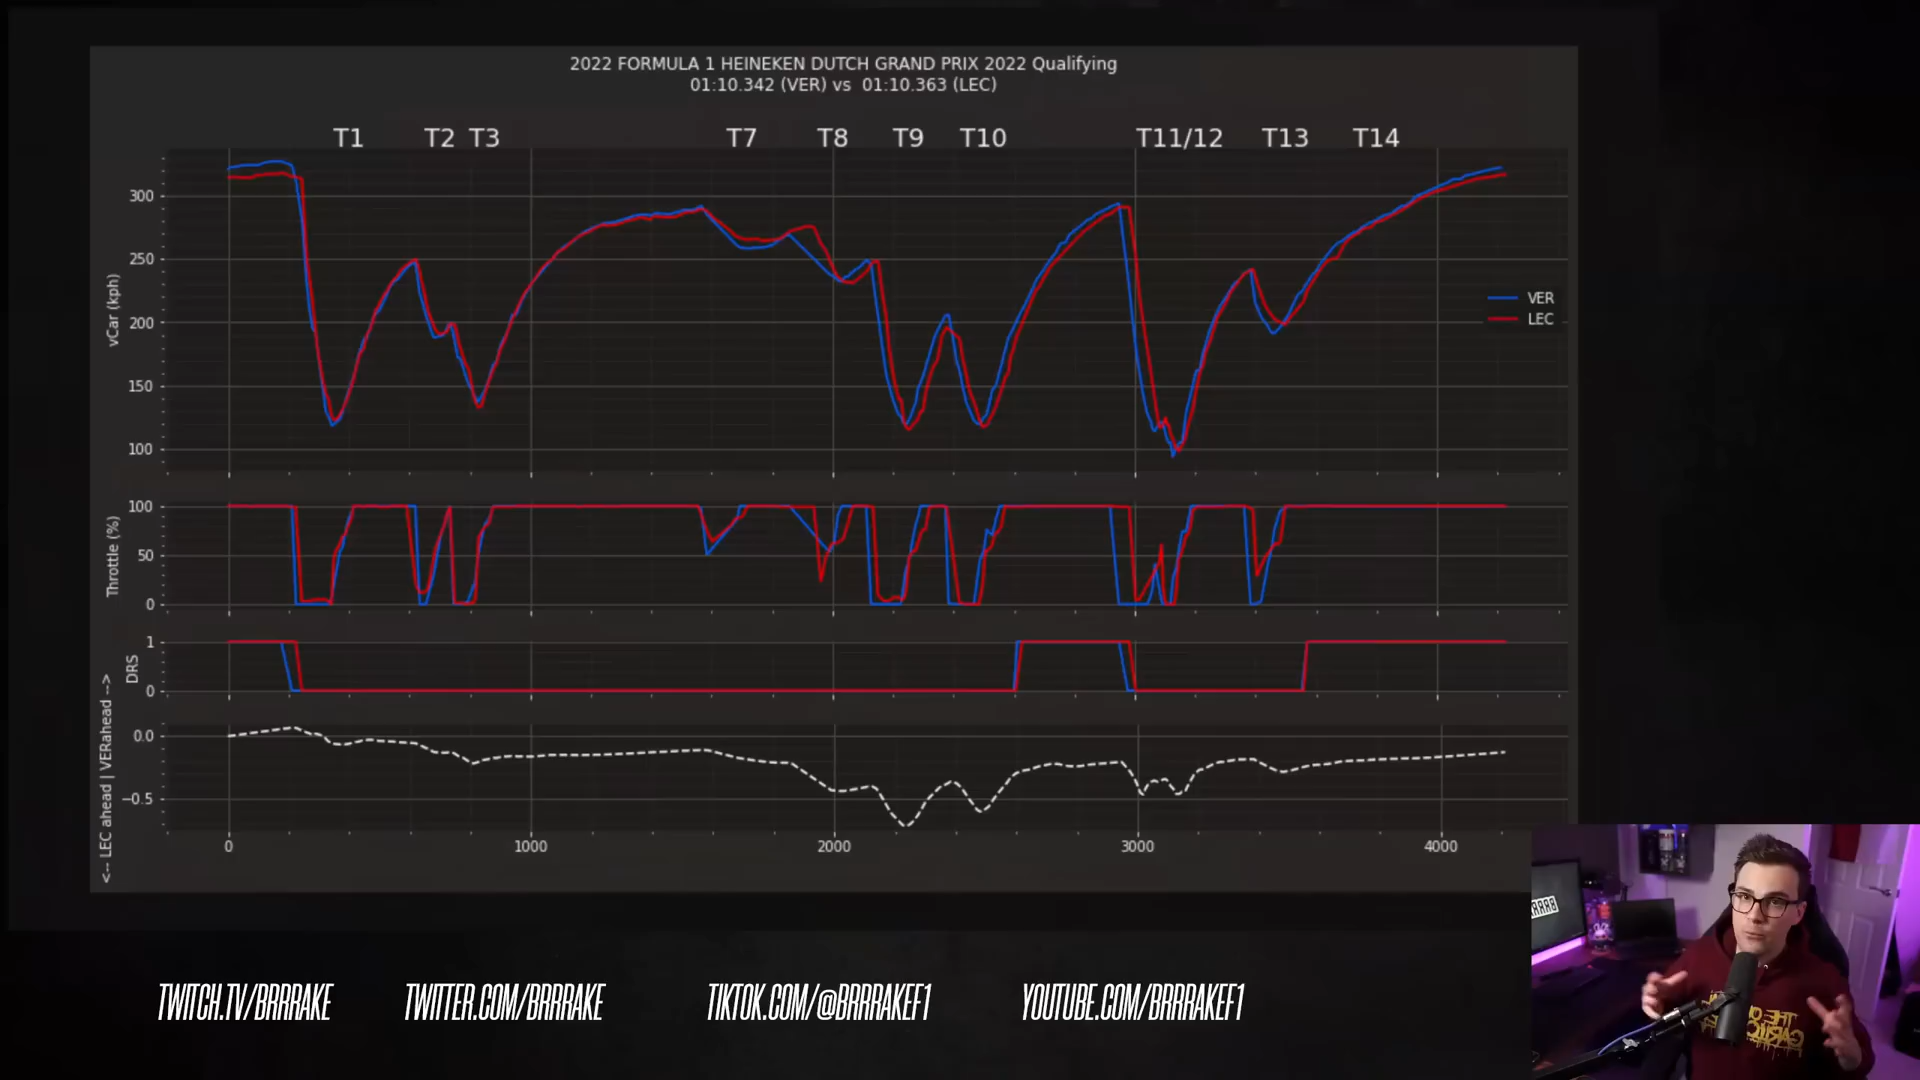 2022 FORMULA 1 HEINEKEN DUTCH GRAND PRIX 2022 Qualifying
01:10.342 (VER) vs 01:10.363 (LEC)
T1 T2 T3 T7 T8 T9 T10 T11/12 T13 T14
vCar (kph)
300
250
200
150
100
VER
LEC
Throttle (%)
100
50
0
DRS
1
0
<-- LEC ahead | VERahead -->
0.0
−0.5
0 1000 2000 3000 4000
TWITCH.TV/BRRRAKE TWITTER.COM/BRRRAKE TIKTOK.COM/@BRRRAKEF1 YOUTUBE.COM/BRRRAKEF1